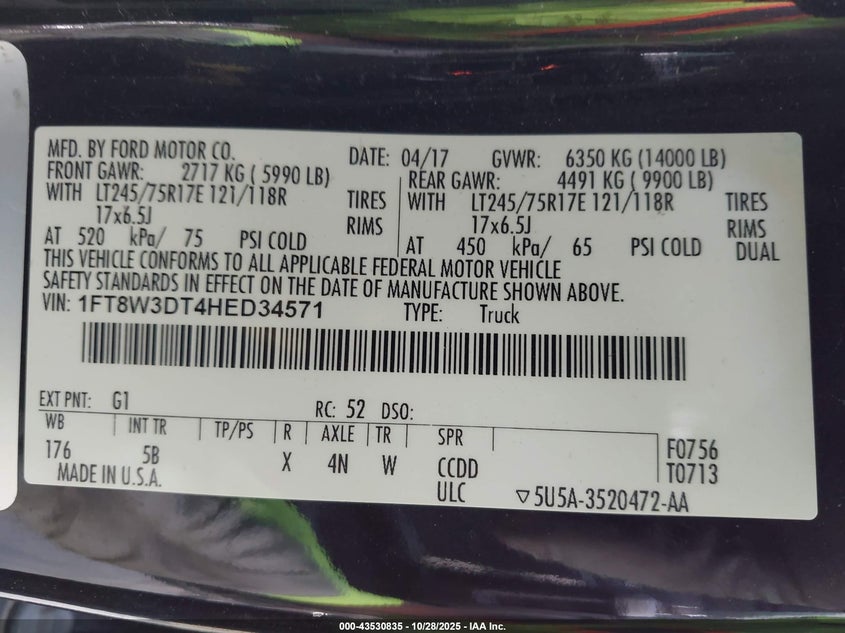 MFD. BY FORD MOTOR CO. DATE: 04/17 GVWR: 6350 KG (14000 LB)
FRONT GAWR: 2717 KG ( 5990 LB) REAR GAWR: 4491 KG ( 9900 LB)
WITH LT245/75R17E 121/118R TIRES WITH LT245/75R17E 121/118R TIRES
17x6.5J RIMS 17x6.5J RIMS
AT 520 kPa/ 75 PSI COLD AT 450 kPa/ 65 PSI COLD DUAL
THIS VEHICLE CONFORMS TO ALL APPLICABLE FEDERAL MOTOR VEHICLE
SAFETY STANDARDS IN EFFECT ON THE DATE OF MANUFACTURE SHOWN ABOVE.
VIN: 1FT8W3DT4HED34571 TYPE: Truck
EXT PNT: G1 RC: 52 DSO:
WB INT TR TP/PS R AXLE TR SPR F0756
176 5B X 4N W CCDD T0713
MADE IN U.S.A. ULC ▽5U5A-3520472-AA
000-43530835 - 10/28/2025 - IAA Inc.